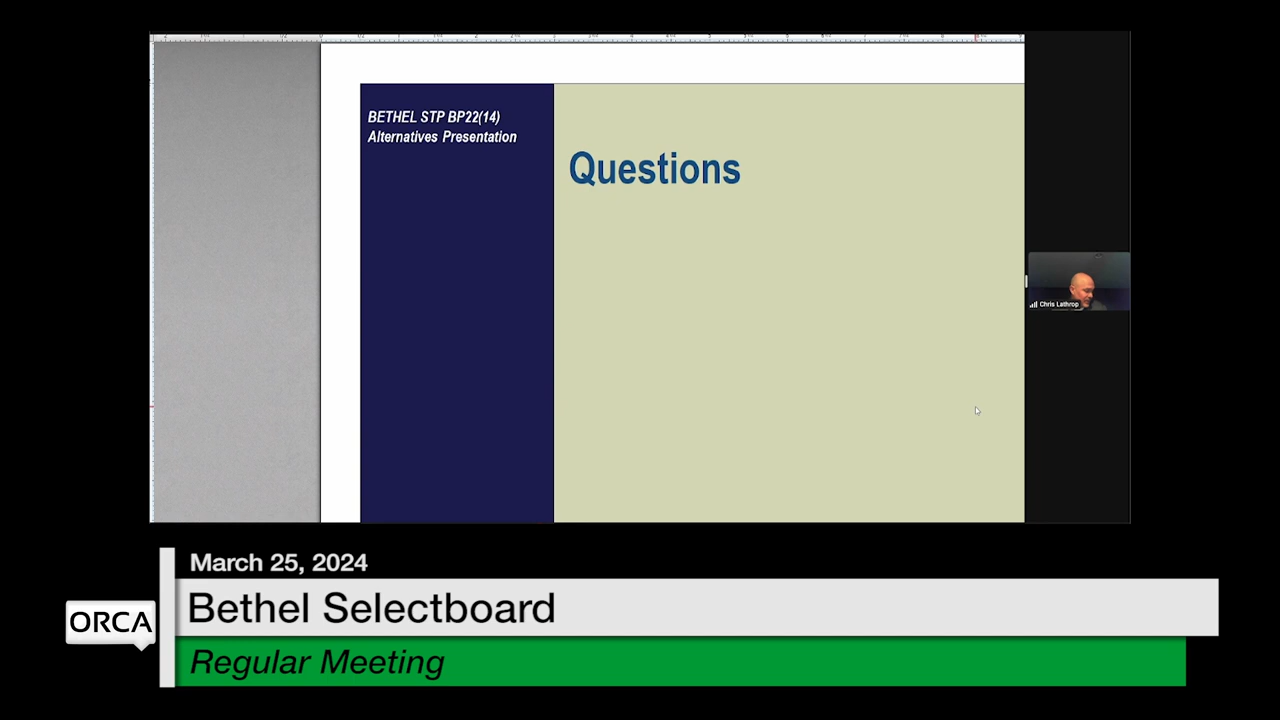 BETHEL STP BP22(14)
Alternatives Presentation
Questions
Chris Lathrop
March 25, 2024
Bethel Selectboard
ORCA
Regular Meeting